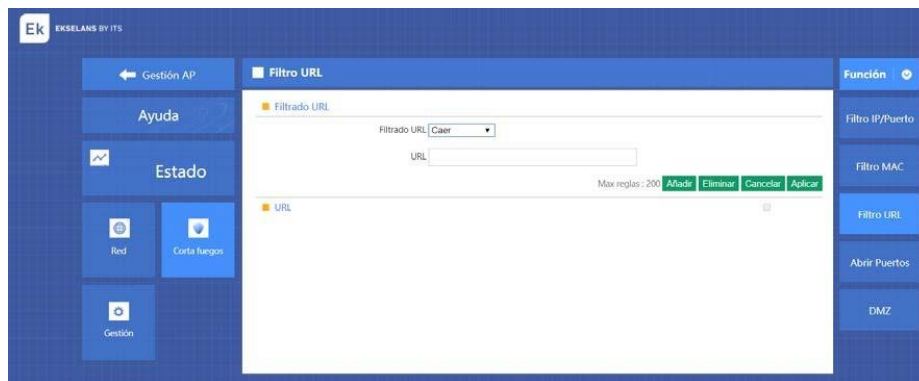 Ek EKSELANS BY ITS
Gestión AP
Ayuda
Estado
Red
Corta fuegos
Gestión
Filtro URL
Filtrado URL
Filtrado URL Caer
URL
Max reglas : 200 Añadir Eliminar Cancelar Aplicar
URL
Función
Filtro IP/Puerto
Filtro MAC
Filtro URL
Abrir Puertos
DMZ